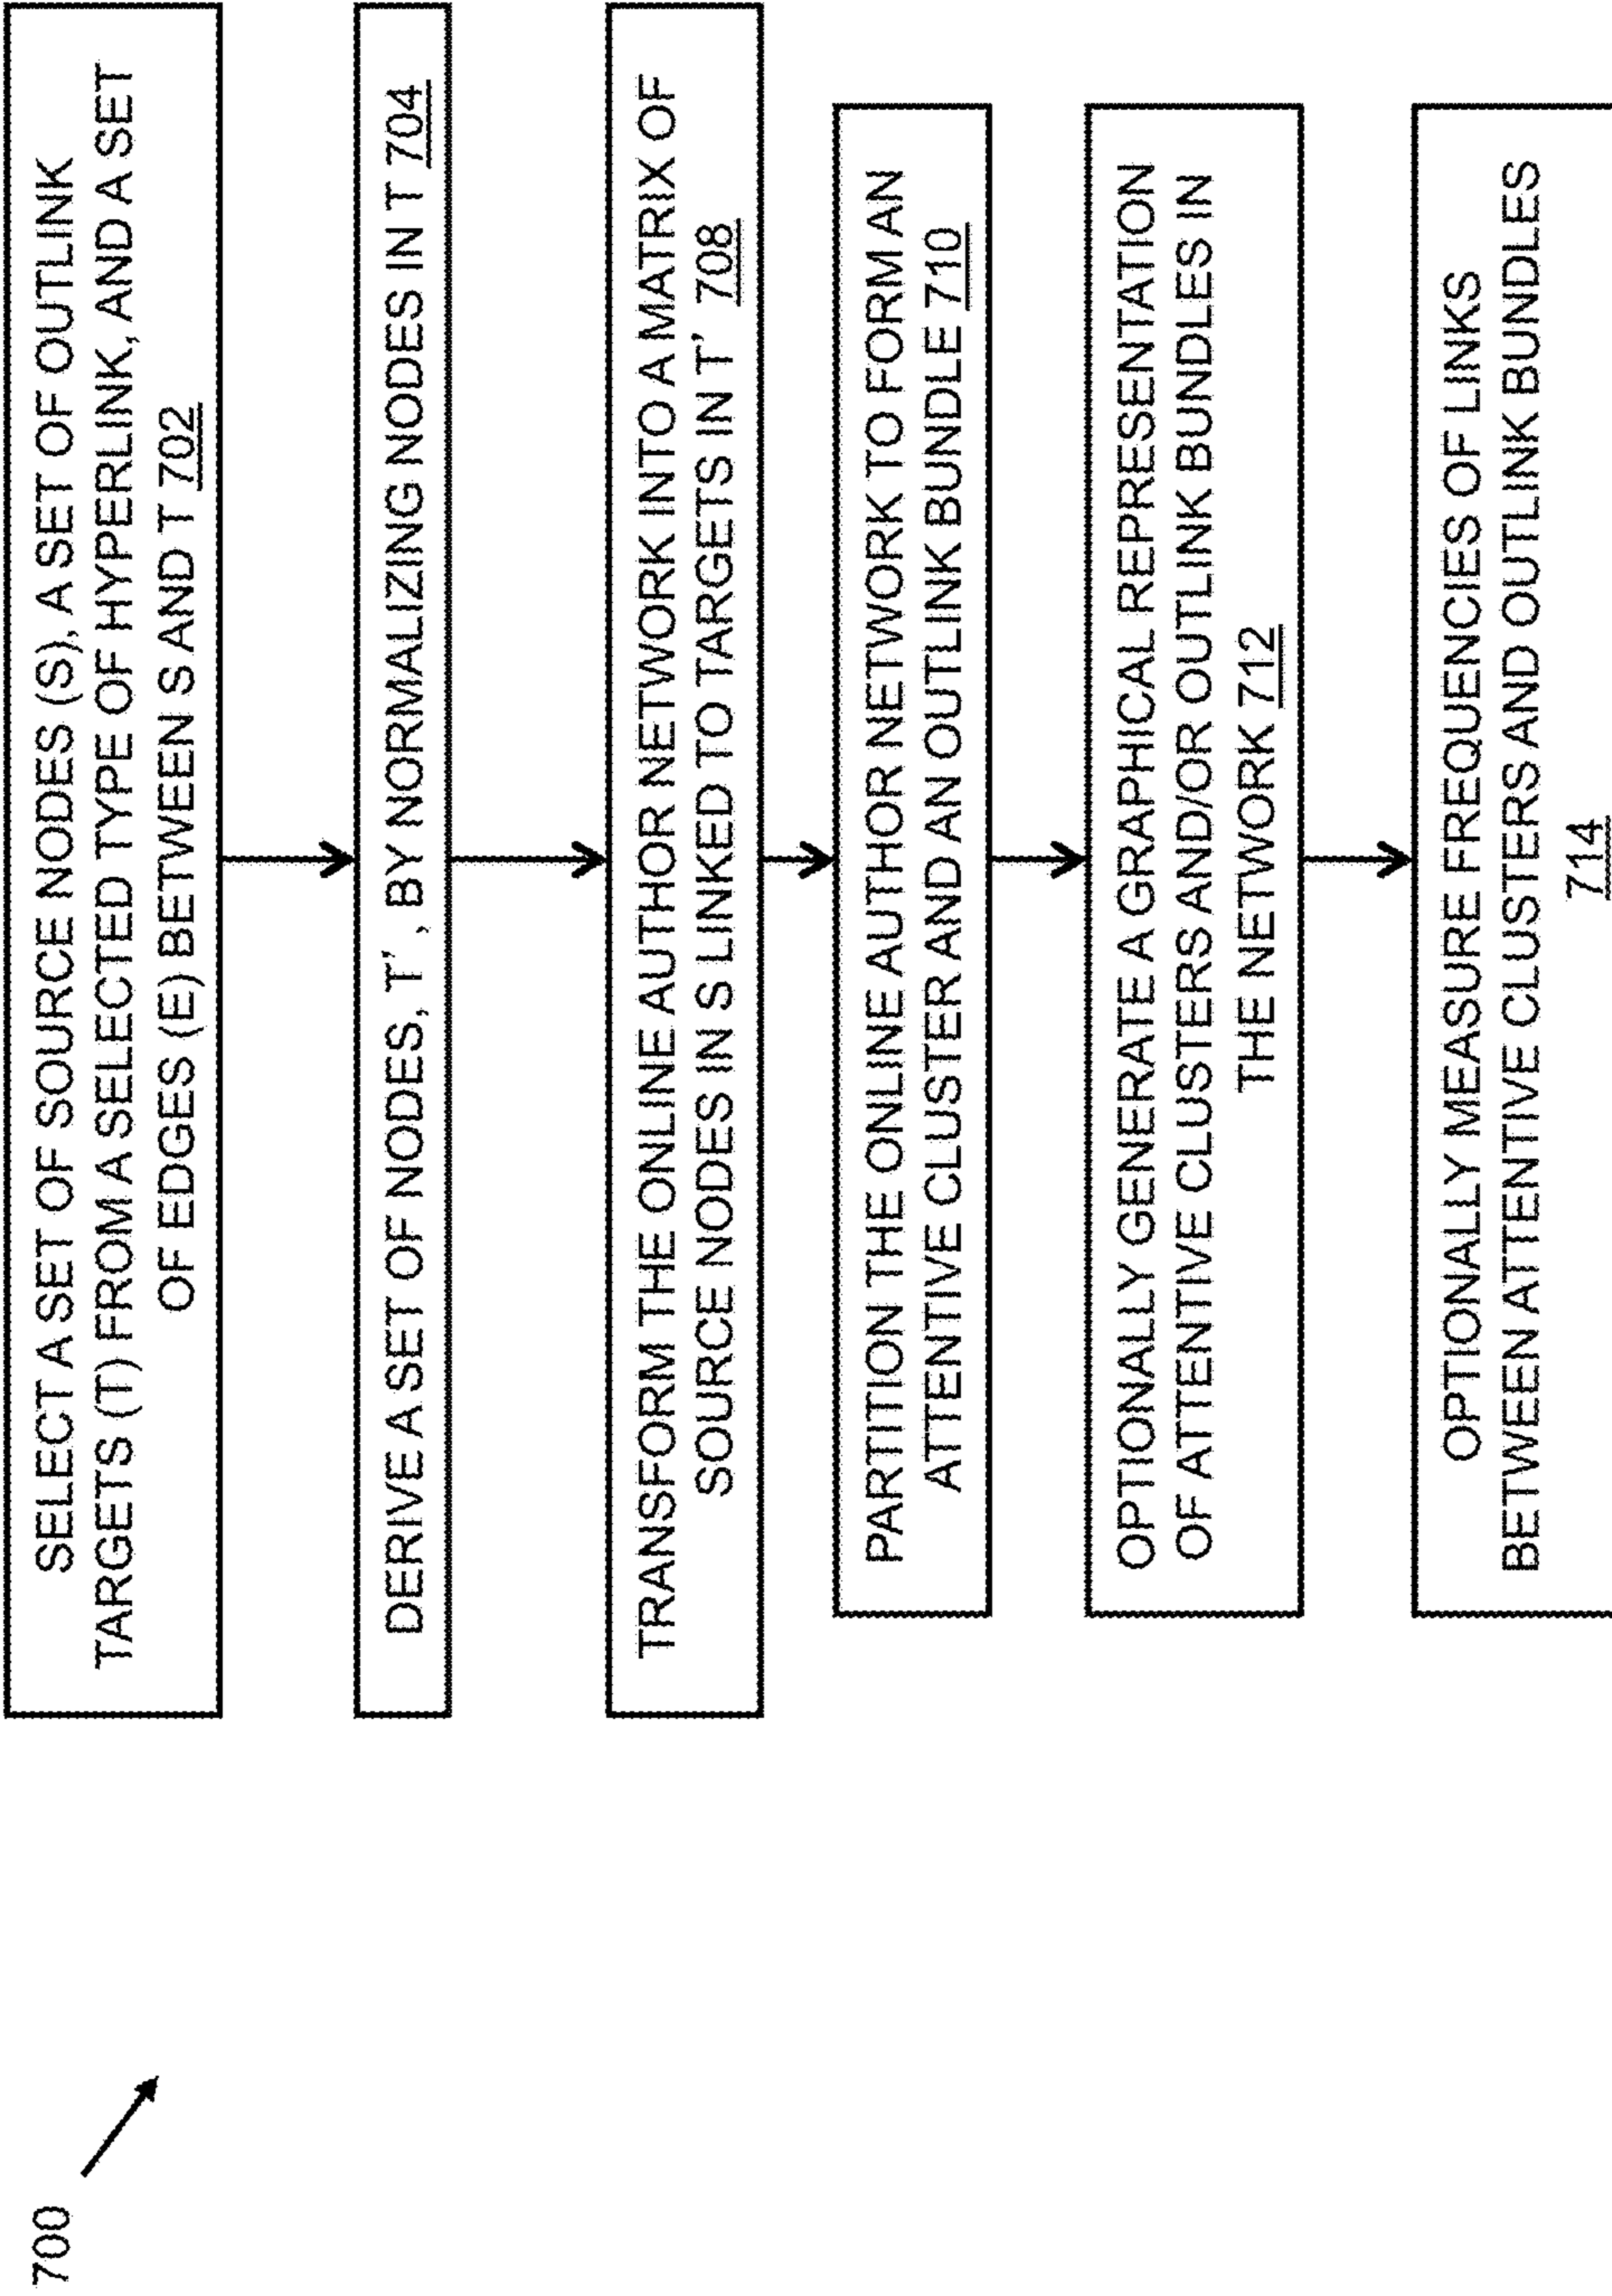 700
SELECT A SET OF SOURCE NODES (S), A SET OF OUTLINK
TARGETS (T) FROM A SELECTED TYPE OF HYPERLINK, AND A SET
OF EDGES (E) BETWEEN S AND T 702
DERIVE A SET OF NODES, T', BY NORMALIZING NODES IN T 704
TRANSFORM THE ONLINE AUTHOR NETWORK INTO A MATRIX OF
SOURCE NODES IN S LINKED TO TARGETS IN T' 708
PARTITION THE ONLINE AUTHOR NETWORK TO FORM AN
ATTENTIVE CLUSTER AND AN OUTLINK BUNDLE 710
OPTIONALLY GENERATE A GRAPHICAL REPRESENTATION
OF ATTENTIVE CLUSTERS AND/OR OUTLINK BUNDLES IN
THE NETWORK 712
OPTIONALLY MEASURE FREQUENCIES OF LINKS
BETWEEN ATTENTIVE CLUSTERS AND OUTLINK BUNDLES
714